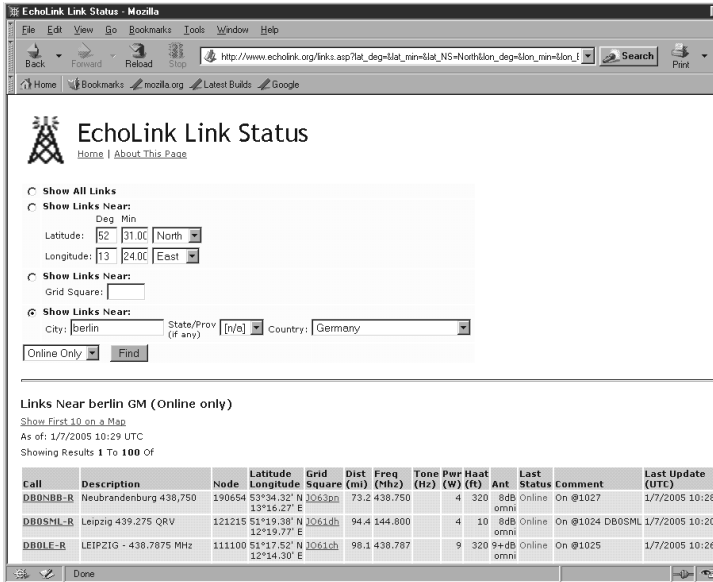 EchoLink Link Status - Mozilla
File Edit View Go Bookmarks Tools Window Help
Back Forward Reload Stop http://www.echolink.org/links.asp?lat_deg=&lat_min=&lat_NS=North&lon_deg=&lon_min=&lon_E Search Print
Home Bookmarks mozilla.org Latest Builds Google
EchoLink Link Status
Home | About This Page
Show All Links
Show Links Near:
Deg Min
Latitude: 52 31.00 North
Longitude: 13 24.00 East
Show Links Near:
Grid Square:
Show Links Near:
City: berlin State/Prov (if any) [n/a] Country: Germany
Online Only Find
Links Near berlin GM (Online only)
Show First 10 on a Map
As of: 1/7/2005 10:29 UTC
Showing Results 1 To 100 Of
Call Description Node Latitude Longitude Grid Square Dist (mi) Freq (Mhz) Tone (Hz) Pwr (W) Haat (ft) Ant Last Status Comment Last Update (UTC)
DB0NBB-R Neubrandenburg 438,750 190654 53°34.32' N 13°16.27' E JO63pn 73.2 438.750 4 320 8dB omni Online On @1027 1/7/2005 10:28
DB0SML-R Leipzig 439.275 QRV 121215 51°19.38' N 12°19.77' E JO61dh 94.4 144.800 4 10 8dB omni Online On @1024 DB0SML 1/7/2005 10:20
DB0LE-R LEIPZIG - 438.7875 MHz 111100 51°17.52' N 12°14.30' E JO61ch 98.1 438.787 9 320 9+dB omni Online On @1025 1/7/2005 10:26
Done